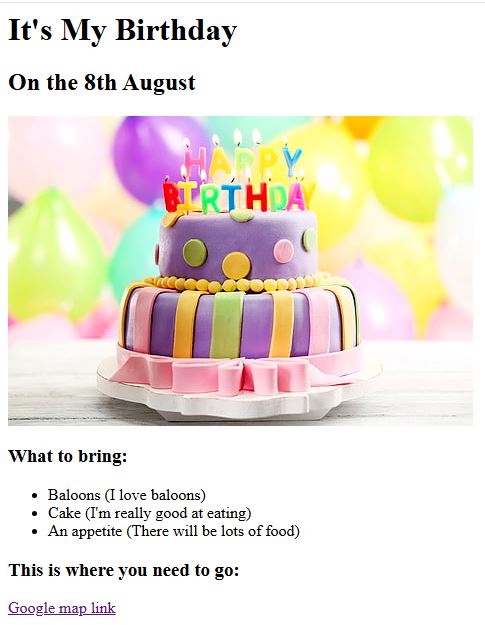 It's My Birthday
On the 8th August
HAPPY
BIRTHDAY
What to bring:
Baloons (I love baloons)
Cake (I'm really good at eating)
An appetite (There will be lots of food)
This is where you need to go:
Google map link